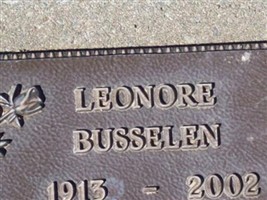 LEONORE
BUSSELEN
1913 - 2002